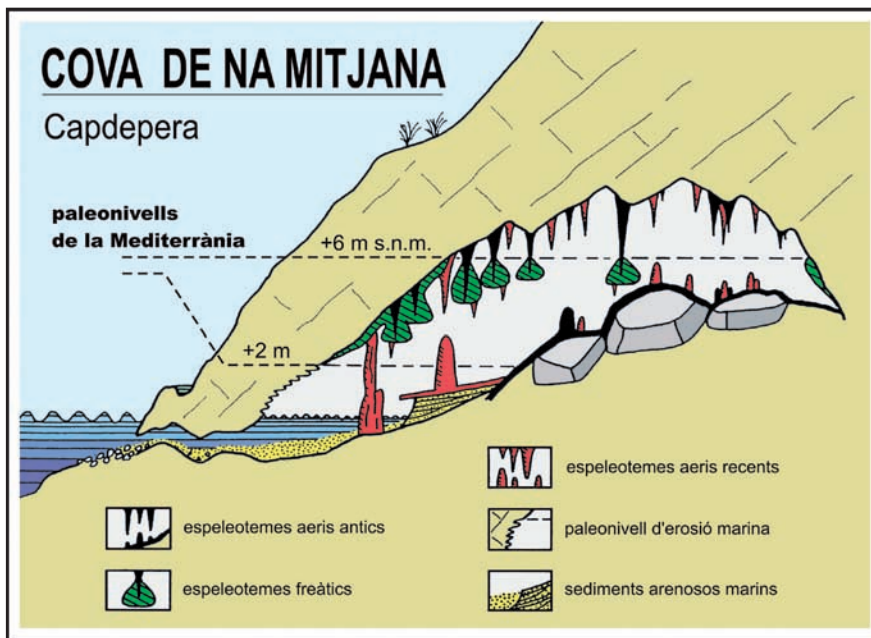 COVA DE NA MITJANA
Capdepera
paleonivells
de la Mediterrània
+6 m s.n.m.
+2 m
espeleotemes aeris antics
espeleotemes freàtics
espeleotemes aeris recents
paleonivell d'erosió marina
sediments arenosos marins